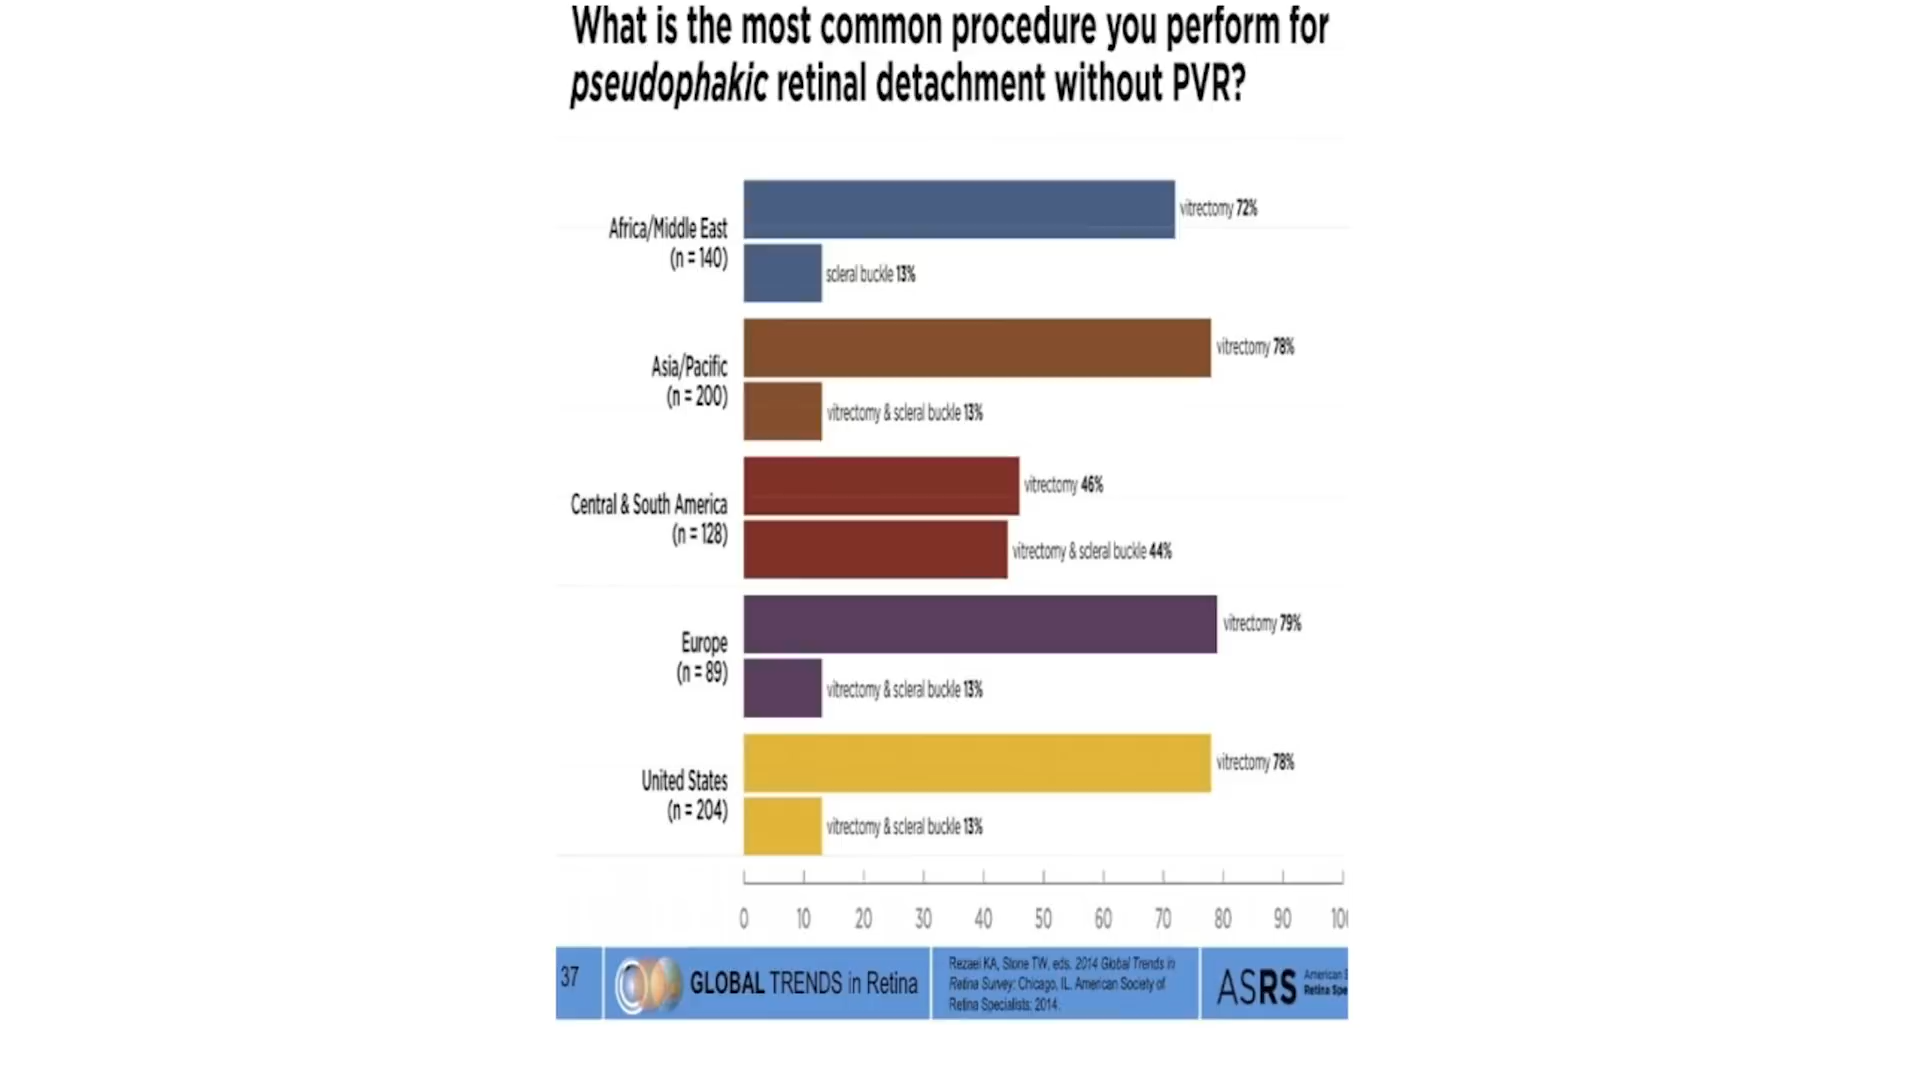 What is the most common procedure you perform for
pseudophakic retinal detachment without PVR?
vitrectomy 72%
Africa/Middle East
(n = 140)
scleral buckle 13%
vitrectomy 78%
Asia/Pacific
(n = 200)
vitrectomy & scleral buckle 13%
vitrectomy 46%
Central & South America
(n = 128)
vitrectomy & scleral buckle 44%
vitrectomy 79%
Europe
(n = 89)
vitrectomy & scleral buckle 13%
vitrectomy 78%
United States
(n = 204)
vitrectomy & scleral buckle 13%
0 10 20 30 40 50 60 70 80 90
37
GLOBAL TRENDS in Retina
Rezaei KA, Stone TW, eds. 2014 Global Trends in
Retina Survey: Chicago, IL. American Society of
Retina Specialists; 2014.
ASRS
American
Retina